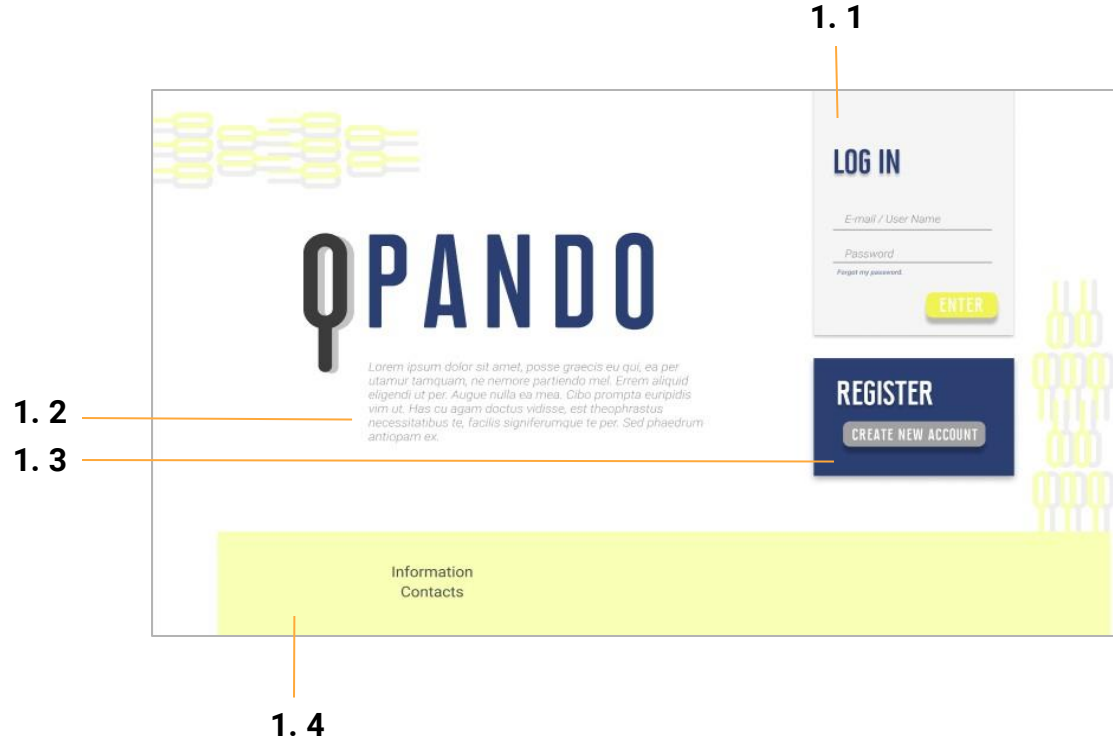 1. 1
LOG IN
E-mail / User Name
Password
Forgot my password.
ENTER
PANDO
Lorem ipsum dolor sit amet, posse graecis eu qui, ea per
utamur tamquam, ne nemore partiendo mel. Errem aliquid
eligendi ut per. Augue nulla ea mea. Cibo prompta euripidis
vim ut. Has cu agam doctus vidisse, est theophrastus
necessitatibus te, facilis signiferumque te per. Sed phaedrum
antiopam ex.
1. 2
1. 3
REGISTER
CREATE NEW ACCOUNT
Information
Contacts
1. 4